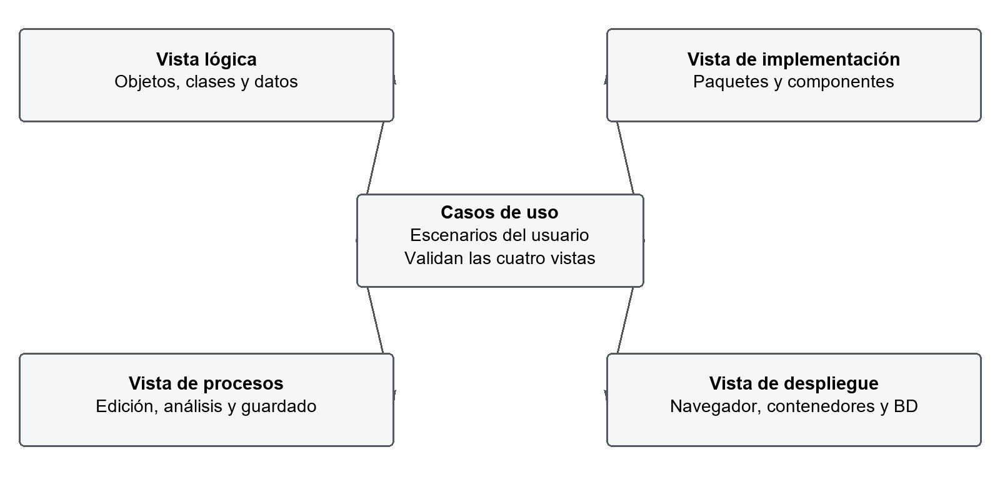 Vista lógica
Objetos, clases y datos
Vista de implementación
Paquetes y componentes
Casos de uso
Escenarios del usuario
Validan las cuatro vistas
Vista de procesos
Edición, análisis y guardado
Vista de despliegue
Navegador, contenedores y BD